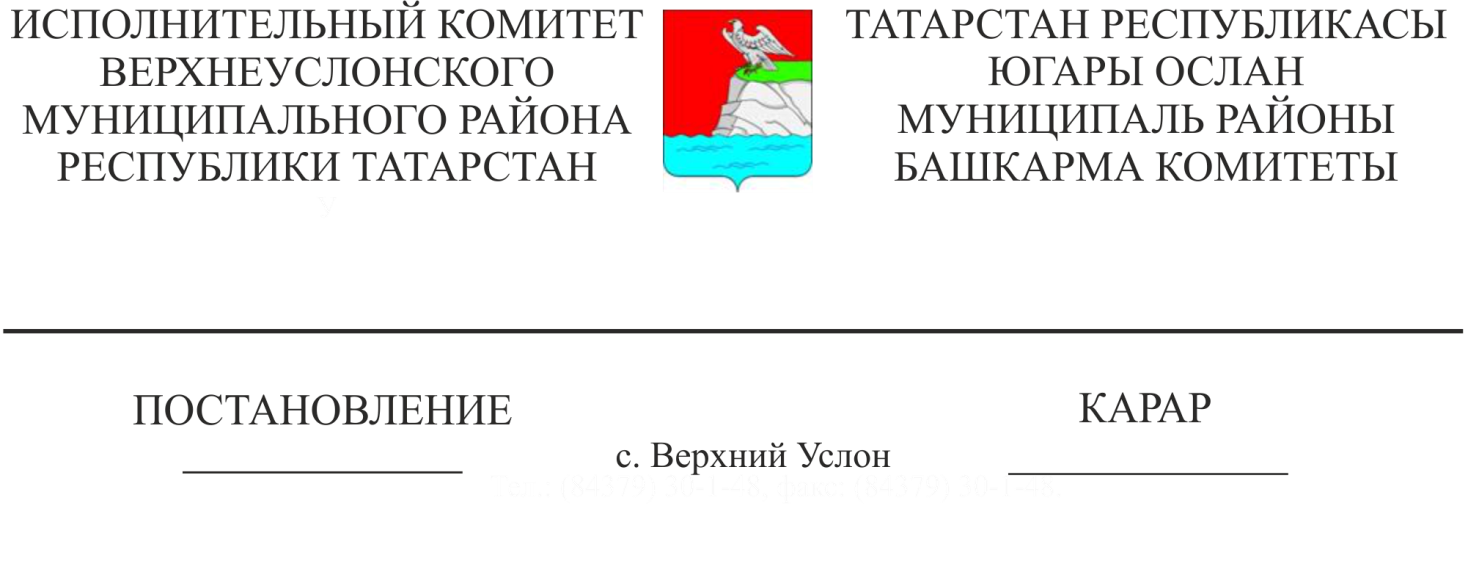 ИСПОЛНИТЕЛЬНЫЙ КОМИТЕТ
ВЕРХНЕУСЛОНСКОГО
МУНИЦИПАЛЬНОГО РАЙОНА
РЕСПУБЛИКИ ТАТАРСТАН
ТАТАРСТАН РЕСПУБЛИКАСЫ
ЮГАРЫ ОСЛАН
МУНИЦИПАЛЬ РАЙОНЫ
БАШКАРМА КОМИТЕТЫ
ПОСТАНОВЛЕНИЕ
КАРАР
с. Верхний Услон